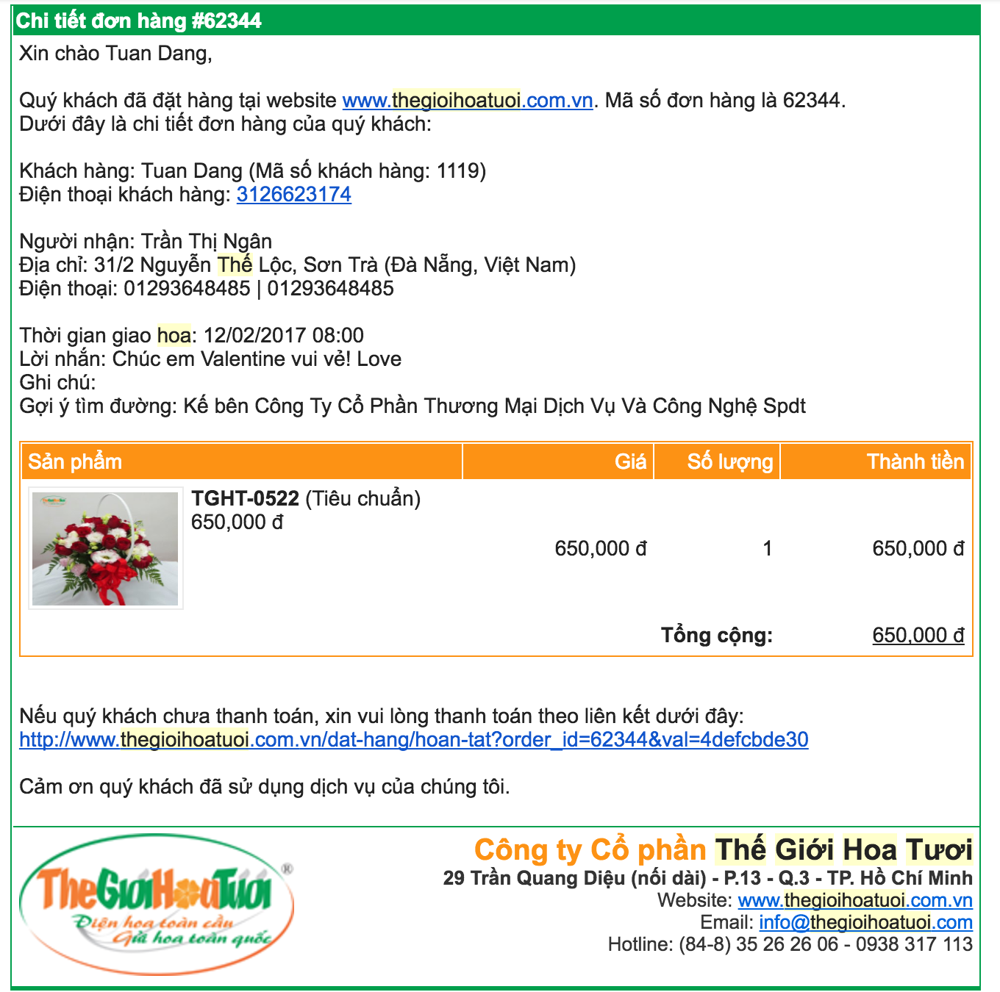 Chi tiết đơn hàng #62344
Xin chào Tuan Dang,
Quý khách đã đặt hàng tại website www.thegioihoatuoi.com.vn. Mã số đơn hàng là 62344.
Dưới đây là chi tiết đơn hàng của quý khách:
Khách hàng: Tuan Dang (Mã số khách hàng: 1119)
Điện thoại khách hàng: 3126623174
Người nhận: Trần Thị Ngân
Địa chỉ: 31/2 Nguyễn Thế Lộc, Sơn Trà (Đà Nẵng, Việt Nam)
Điện thoại: 01293648485 | 01293648485
Thời gian giao hoa: 12/02/2017 08:00
Lời nhắn: Chúc em Valentine vui vẻ! Love
Ghi chú:
Gợi ý tìm đường: Kế bên Công Ty Cổ Phần Thương Mại Dịch Vụ Và Công Nghệ Spdt
Sản phẩm Giá Số lượng Thành tiền
TGHT-0522 (Tiêu chuẩn)
650,000 đ
650,000 đ 1 650,000 đ
Tổng cộng: 650,000 đ
Nếu quý khách chưa thanh toán, xin vui lòng thanh toán theo liên kết dưới đây:
http://www.thegioihoatuoi.com.vn/dat-hang/hoan-tat?order_id=62344&val=4defcbde30
Cảm ơn quý khách đã sử dụng dịch vụ của chúng tôi.
TheGiớiHoaTươi ®
Điện hoa toàn cầu
Gửi hoa toàn quốc
Công ty Cổ phần Thế Giới Hoa Tươi
29 Trần Quang Diệu (nối dài) - P.13 - Q.3 - TP. Hồ Chí Minh
Website: www.thegioihoatuoi.com.vn
Email: info@thegioihoatuoi.com
Hotline: (84-8) 35 26 26 06 - 0938 317 113